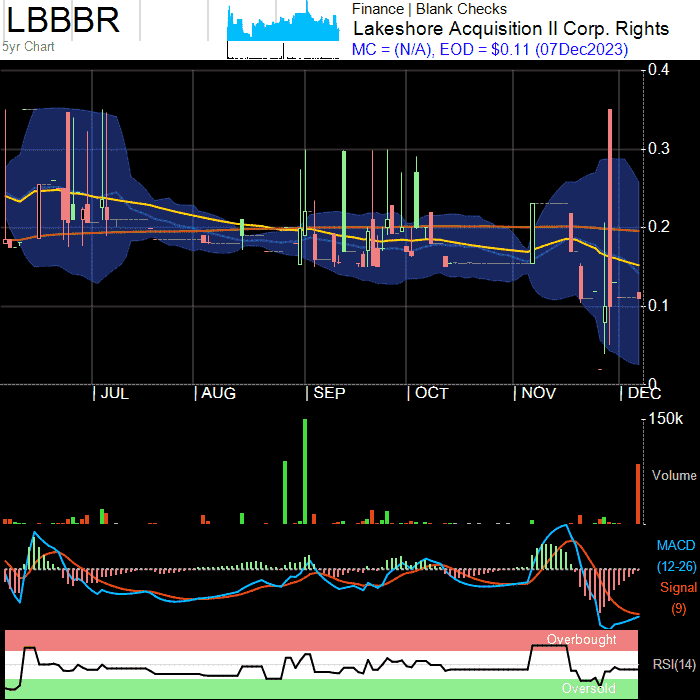 LBBBR
5yr Chart
Finance | Blank Checks
Lakeshore Acquisition II Corp. Rights
MC = (N/A), EOD = $0.11 (07Dec2023)
0.4
0.3
0.2
0.1
0
JUL
AUG
SEP
OCT
NOV
DEC
150k
Volume
MACD
(12-26)
Signal
(9)
Overbought
RSI(14)
Oversold